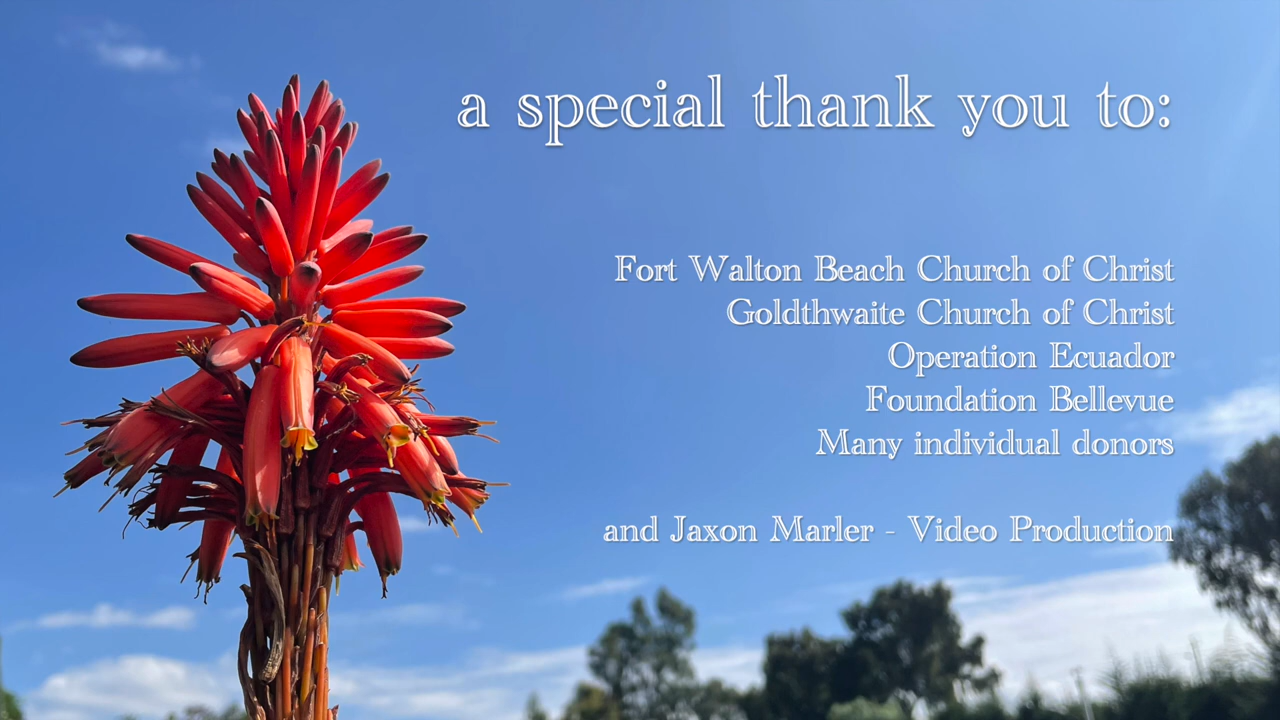 a special thank you to:
Fort Walton Beach Church of Christ
Goldthwaite Church of Christ
Operation Ecuador
Foundation Bellevue
Many individual donors
and Jaxon Marler - Video Production